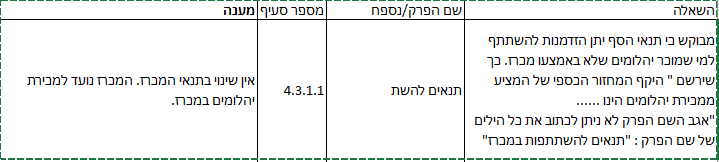 השאלה
שם הפרק/נספח
מספר סעיף
מענה
מבוקש כי תנאי הסף יתן הזדמנות להשתתף
למי שמוכר יהלומים שלא באמצעו מכרז. כך
שירשם " היקף המחזור הכספי של המציע
ממכירת יהלומים הינו ......
"אגב השם הפרק לא ניתן לכתוב את כל הילים
של שם הפרק : "תנאים להשתתפות במכרז"
תנאים להשת
4.3.1.1
אין שינוי בתנאי המכרז. המכרז נועד למכירת
יהלומים במכרז.